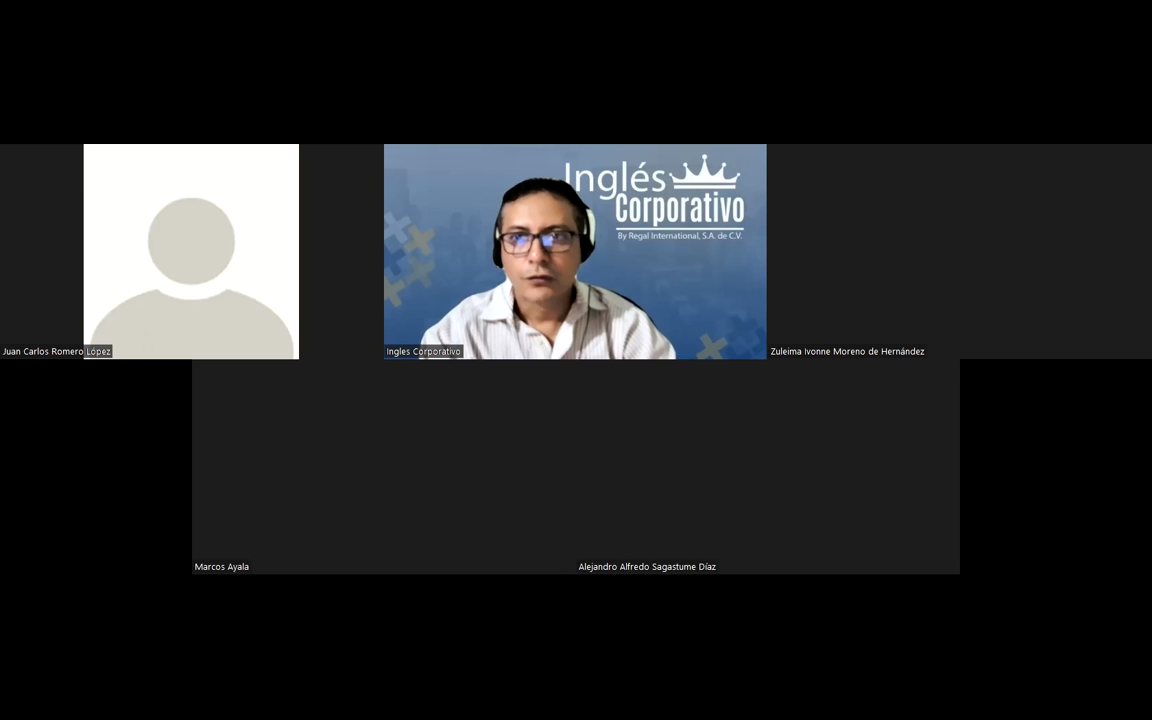 Inglés
Corporativo
By Regal International, S.A. de C.V.
Juan Carlos Romero López
Ingles Corporativo
Zuleima Ivonne Moreno de Hernández
Marcos Ayala
Alejandro Alfredo Sagastume Díaz